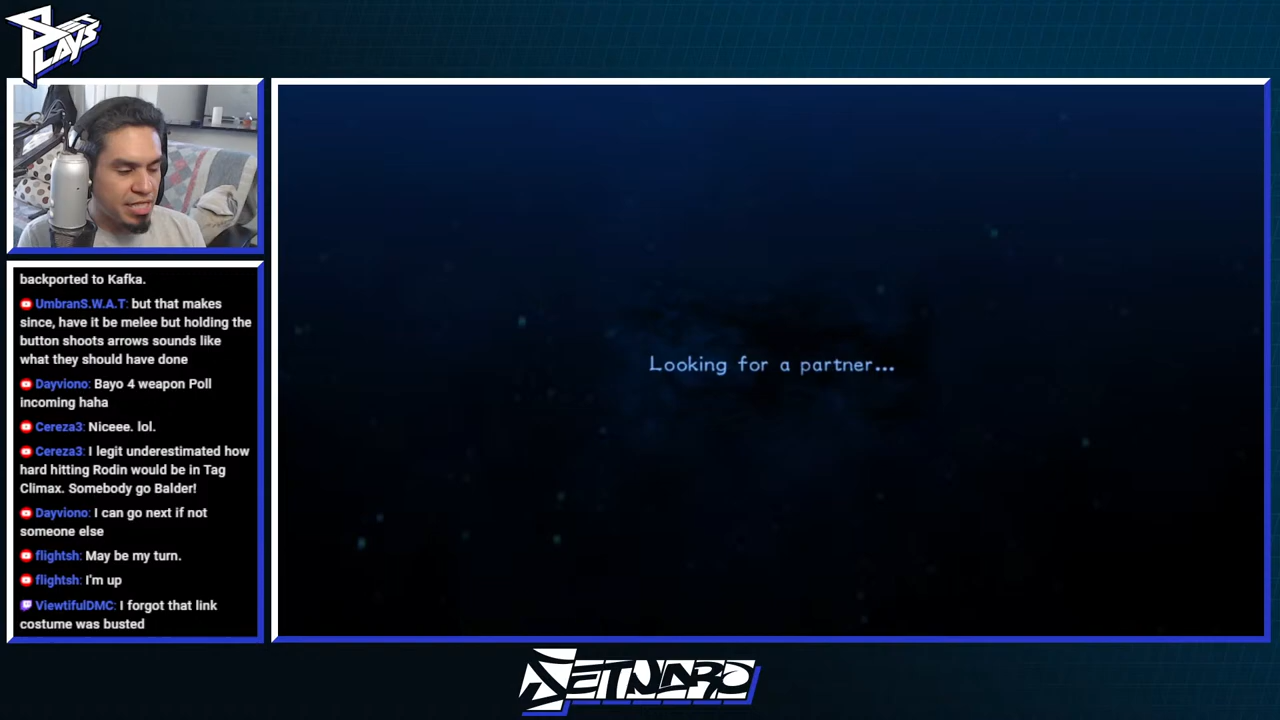 PLAYS
backported to Kafka.
UmbranS.W.A.T: but that makes
since, have it be melee but holding the
button shoots arrows sounds like
what they should have done
Dayviono: Bayo 4 weapon Poll
incoming haha
Cereza3: Niceee. lol.
Cereza3: I legit underestimated how
hard hitting Rodin would be in Tag
Climax. Somebody go Balder!
Dayviono: I can go next if not
someone else
flightsh: May be my turn.
flightsh: I'm up
ViewtifulDMC: I forgot that link
costume was busted
Looking for a partner...
SETNARO